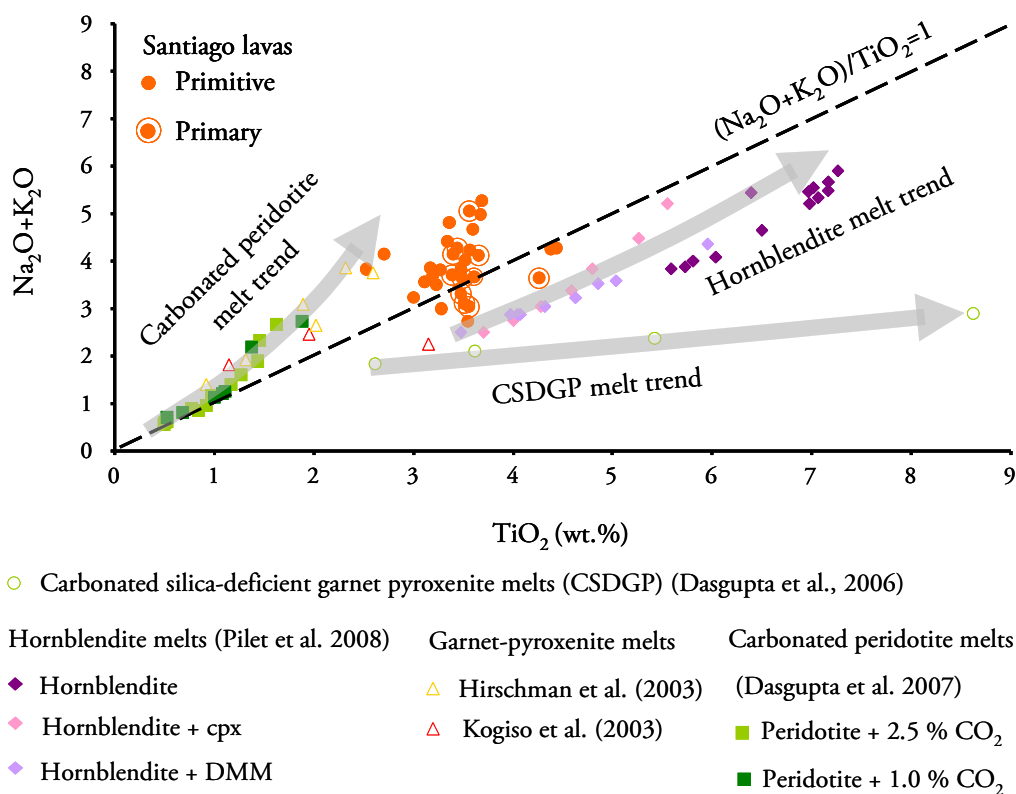 9
8
7
6
5
4
3
2
1
0
Na₂O+K₂O
Santiago lavas
Primitive
Primary
(Na₂O+K₂O)/TiO₂=1
Carbonated peridotite
melt trend
Hornblendite melt trend
CSDGP melt trend
0 1 2 3 4 5 6 7 8 9
TiO₂ (wt.%)
Carbonated silica-deficient garnet pyroxenite melts (CSDGP) (Dasgupta et al., 2006)
Hornblendite melts (Pilet et al. 2008)
Hornblendite
Hornblendite + cpx
Hornblendite + DMM
Garnet-pyroxenite melts
Hirschman et al. (2003)
Kogiso et al. (2003)
Carbonated peridotite melts
(Dasgupta et al. 2007)
Peridotite + 2.5 % CO₂
Peridotite + 1.0 % CO₂